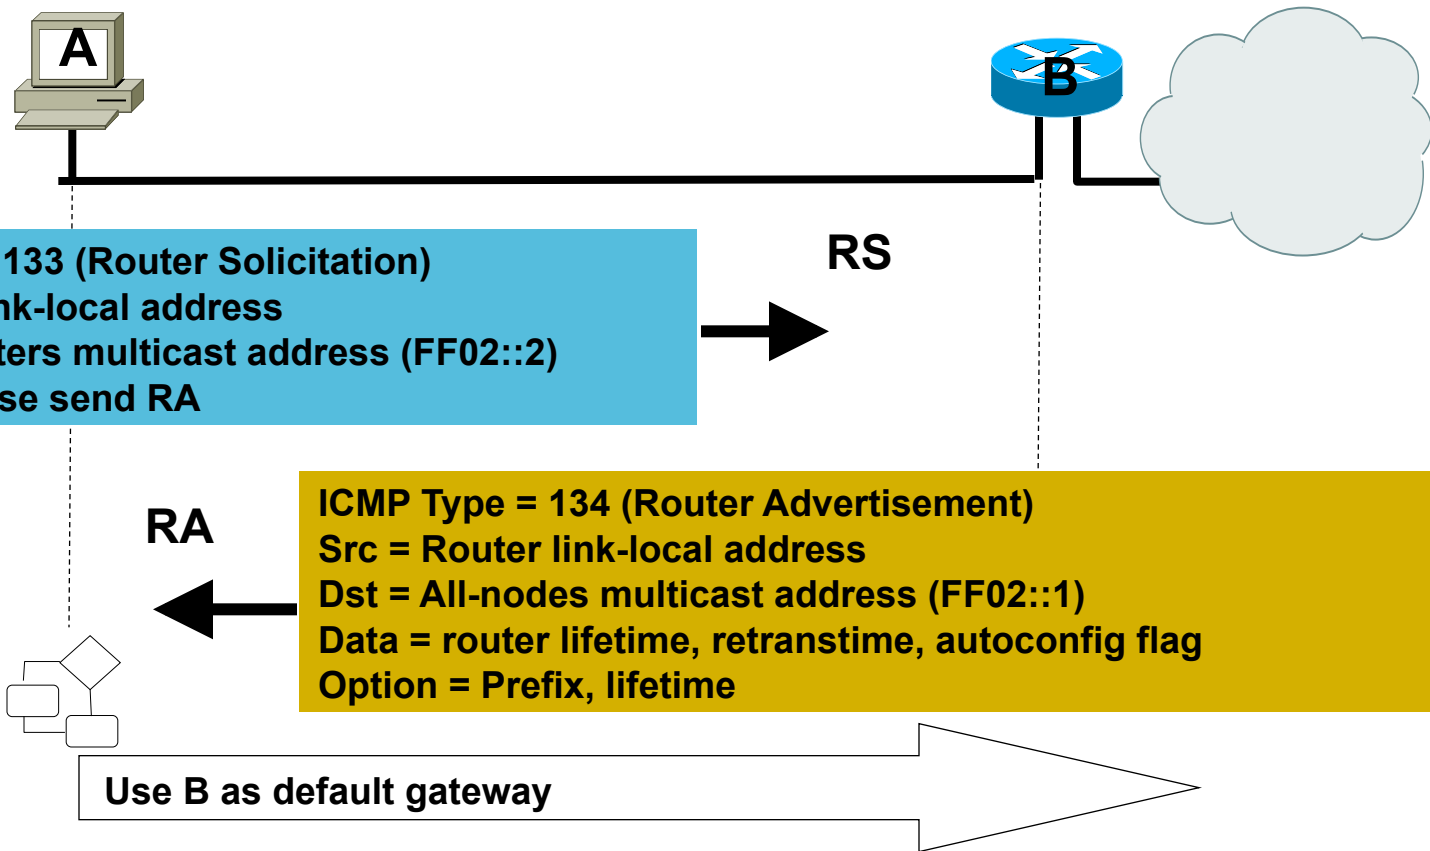 A
B
133 (Router Solicitation)
nk-local address
ters multicast address (FF02::2)
se send RA
RS
RA
ICMP Type = 134 (Router Advertisement)
Src = Router link-local address
Dst = All-nodes multicast address (FF02::1)
Data = router lifetime, retranstime, autoconfig flag
Option = Prefix, lifetime
Use B as default gateway